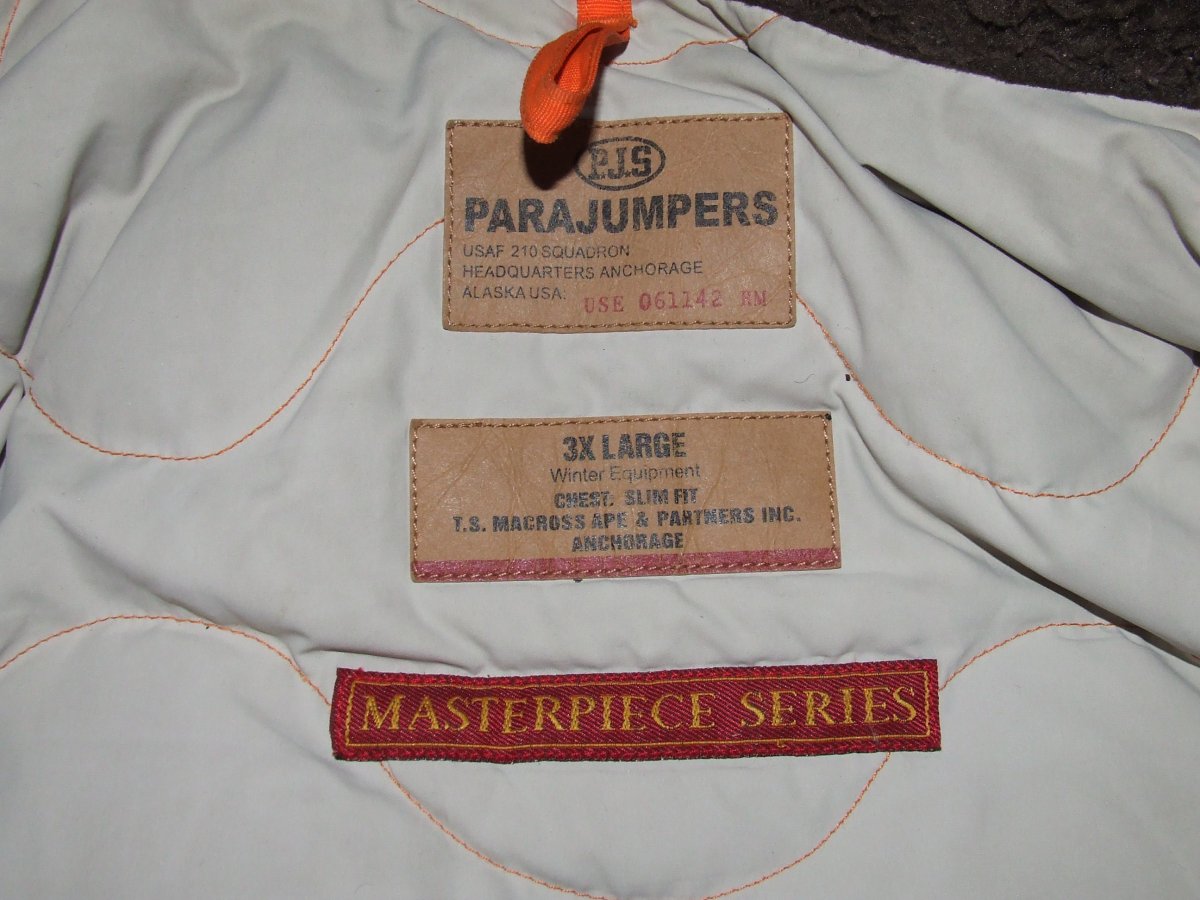 P.J.S
PARAJUMPERS
USAF 210 SQUADRON
HEADQUARTERS ANCHORAGE
ALASKA USA: USE 061142 RM
3X LARGE
Winter Equipment
CHEST: SLIM FIT
T.S. MACROSS APE & PARTNERS INC.
ANCHORAGE
MASTERPIECE SERIES